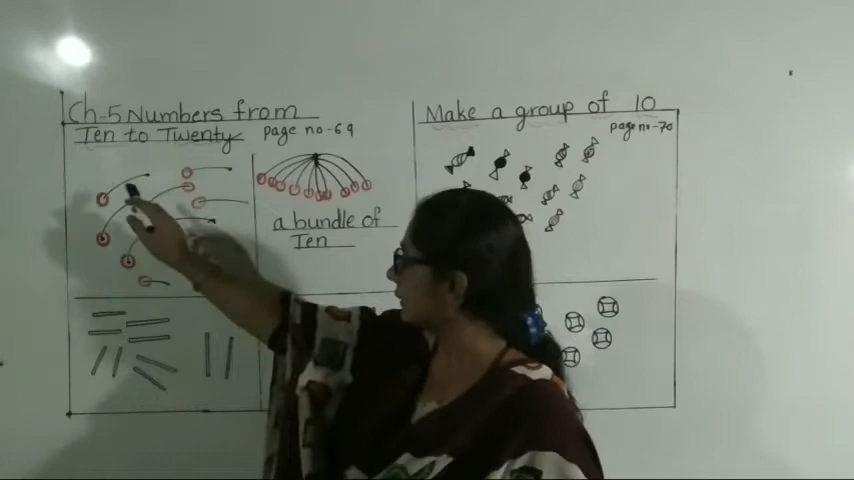 Ch-5 Numbers from
Ten to Twenty page no-69
a bundle of
Ten
Make a group of 10
page no-70